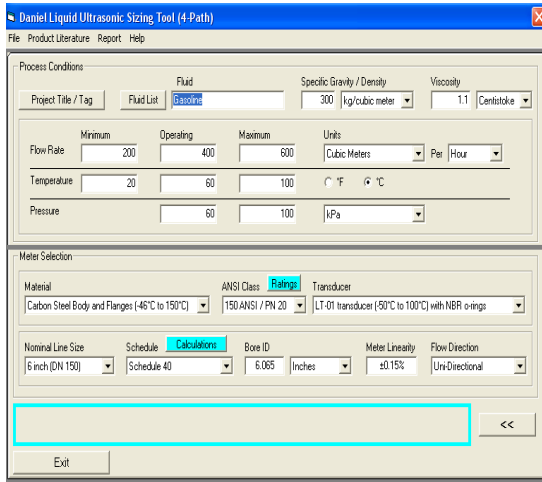 Daniel Liquid Ultrasonic Sizing Tool (4-Path)
File Product Literature Report Help
Process Conditions
Fluid Specific Gravity / Density Viscosity
Project Title / Tag Fluid List Gasoline 300 kg/cubic meter 1.1 Centistoke
Minimum Operating Maximum Units
Flow Rate 200 400 600 Cubic Meters Per Hour
Temperature 20 60 100 °F °C
Pressure 60 100 kPa
Meter Selection
Material ANSI Class Ratings Transducer
Carbon Steel Body and Flanges (-46°C to 150°C) 150 ANSI / PN 20 LT-01 transducer (-50°C to 100°C) with NBR o-rings
Nominal Line Size Schedule Calculations Bore ID Meter Linearity Flow Direction
6 inch (DN 150) Schedule 40 6.065 Inches ±0.15% Uni-Directional
<<
Exit